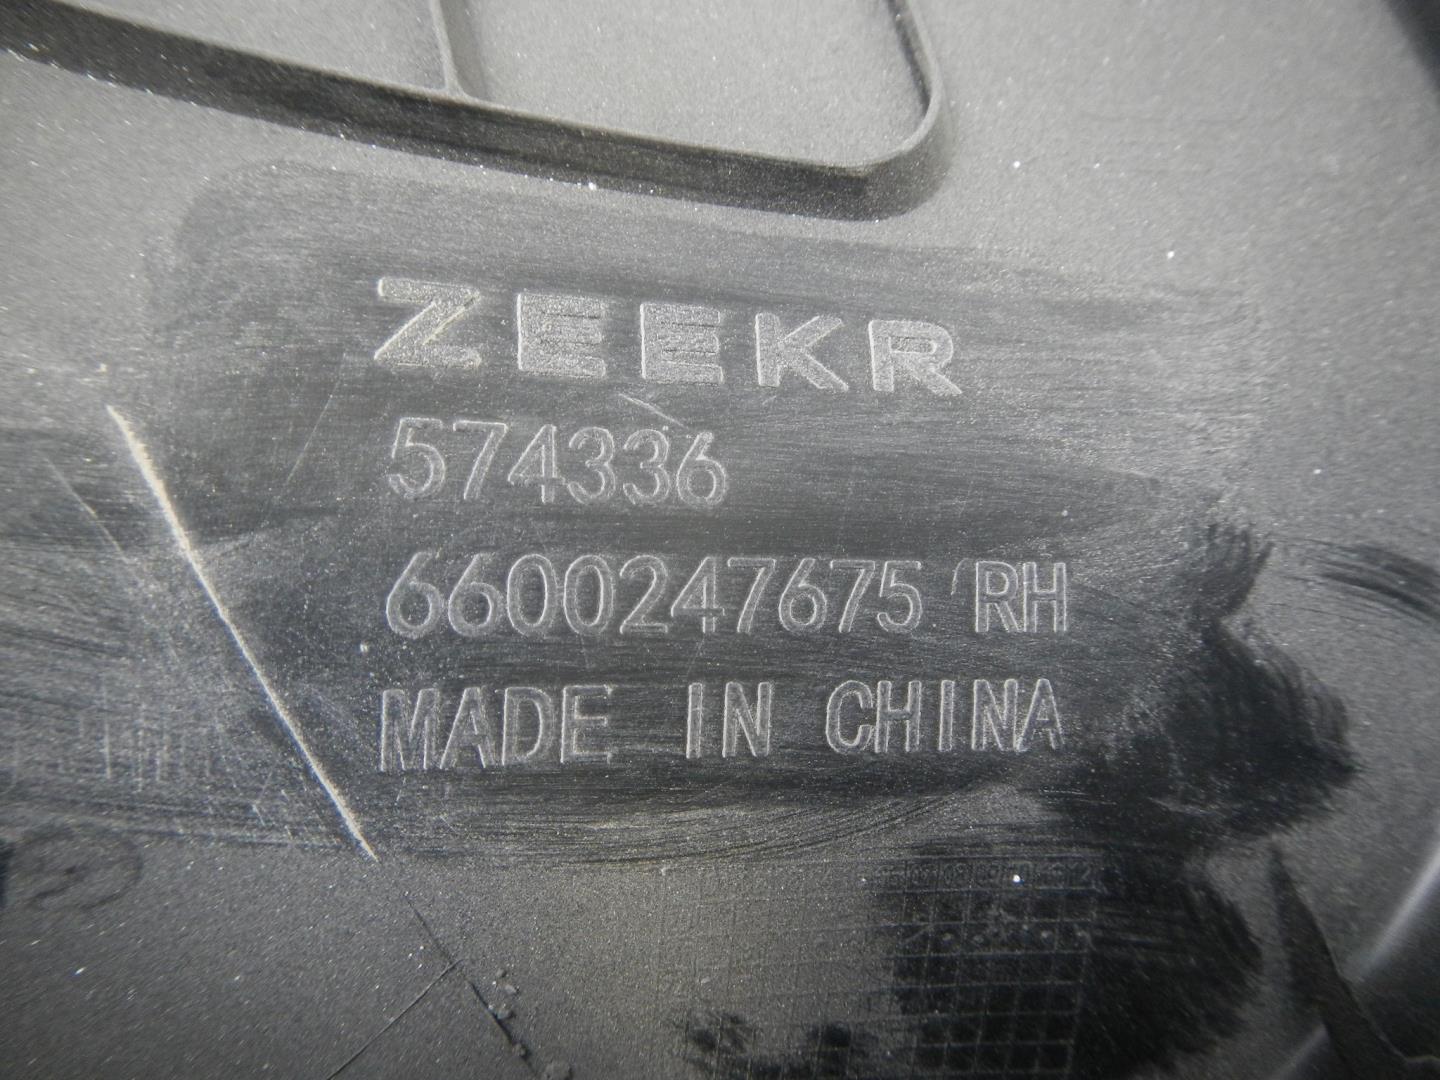 ZEEKR
574336
6600247675 RH
MADE IN CHINA